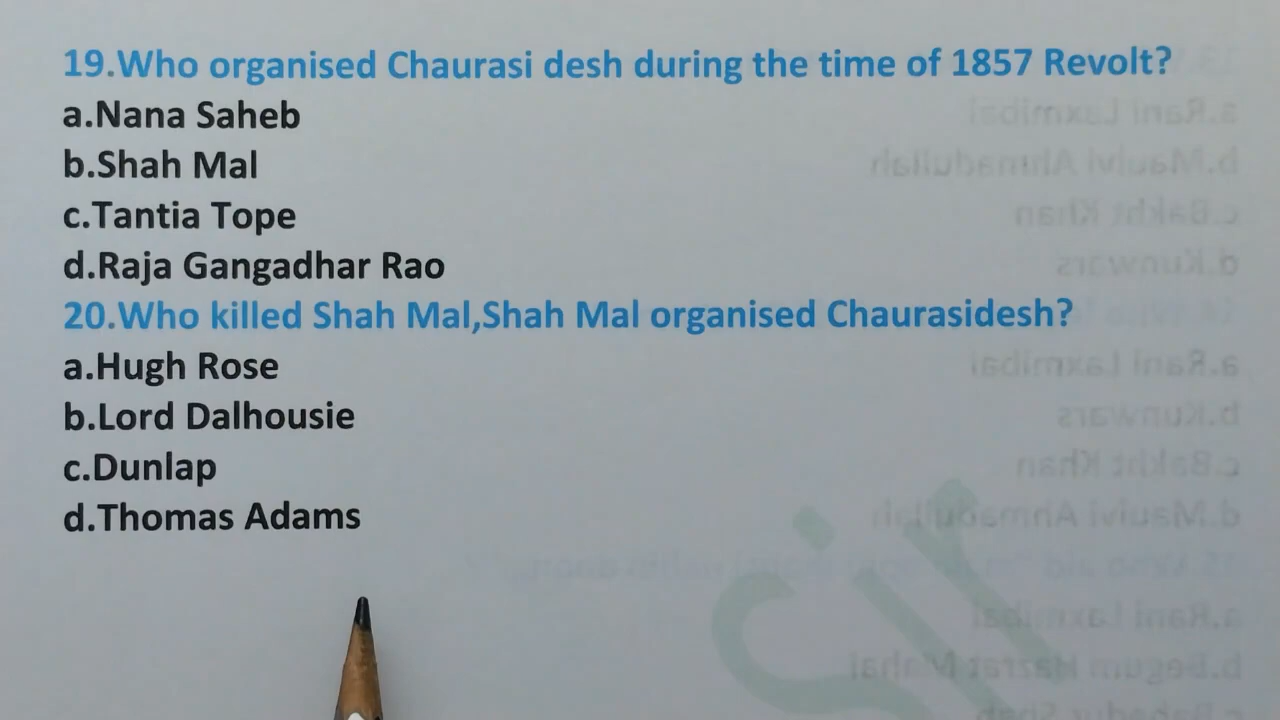 19.Who organised Chaurasi desh during the time of 1857 Revolt?
a.Nana Saheb
b.Shah Mal
c.Tantia Tope
d.Raja Gangadhar Rao
20.Who killed Shah Mal,Shah Mal organised Chaurasidesh?
a.Hugh Rose
b.Lord Dalhousie
c.Dunlap
d.Thomas Adams
Sir